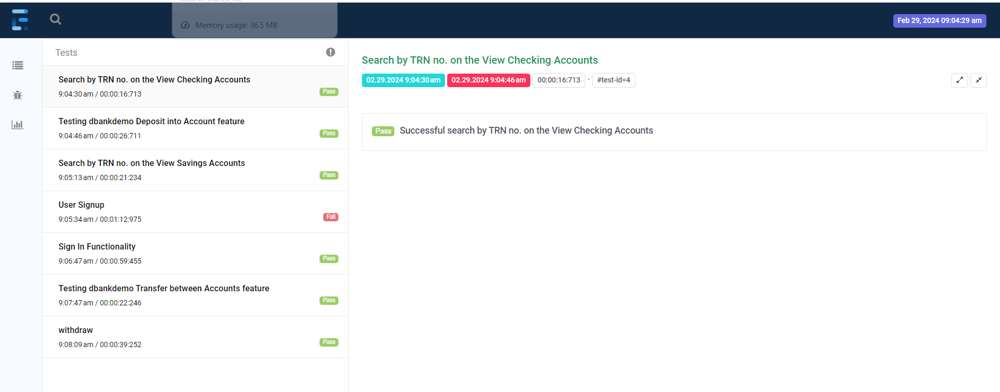 local or shared file
Memory usage: 36.5 MB
Feb 29, 2024 09:04:29 am
Tests
Search by TRN no. on the View Checking Accounts
9:04:30 am / 00:00:16:713
Pass
Testing dbankdemo Deposit into Account feature
9:04:46 am / 00:00:26:711
Pass
Search by TRN no. on the View Savings Accounts
9:05:13 am / 00:00:21:234
Pass
User Signup
9:05:34 am / 00:01:12:975
Fail
Sign In Functionality
9:06:47 am / 00:00:59:455
Pass
Testing dbankdemo Transfer between Accounts feature
9:07:47 am / 00:00:22:246
Pass
withdraw
9:08:09 am / 00:00:39:252
Pass
Search by TRN no. on the View Checking Accounts
02.29.2024 9:04:30 am 02.29.2024 9:04:46 am 00:00:16:713 · #test-id=4
Pass Successful search by TRN no. on the View Checking Accounts